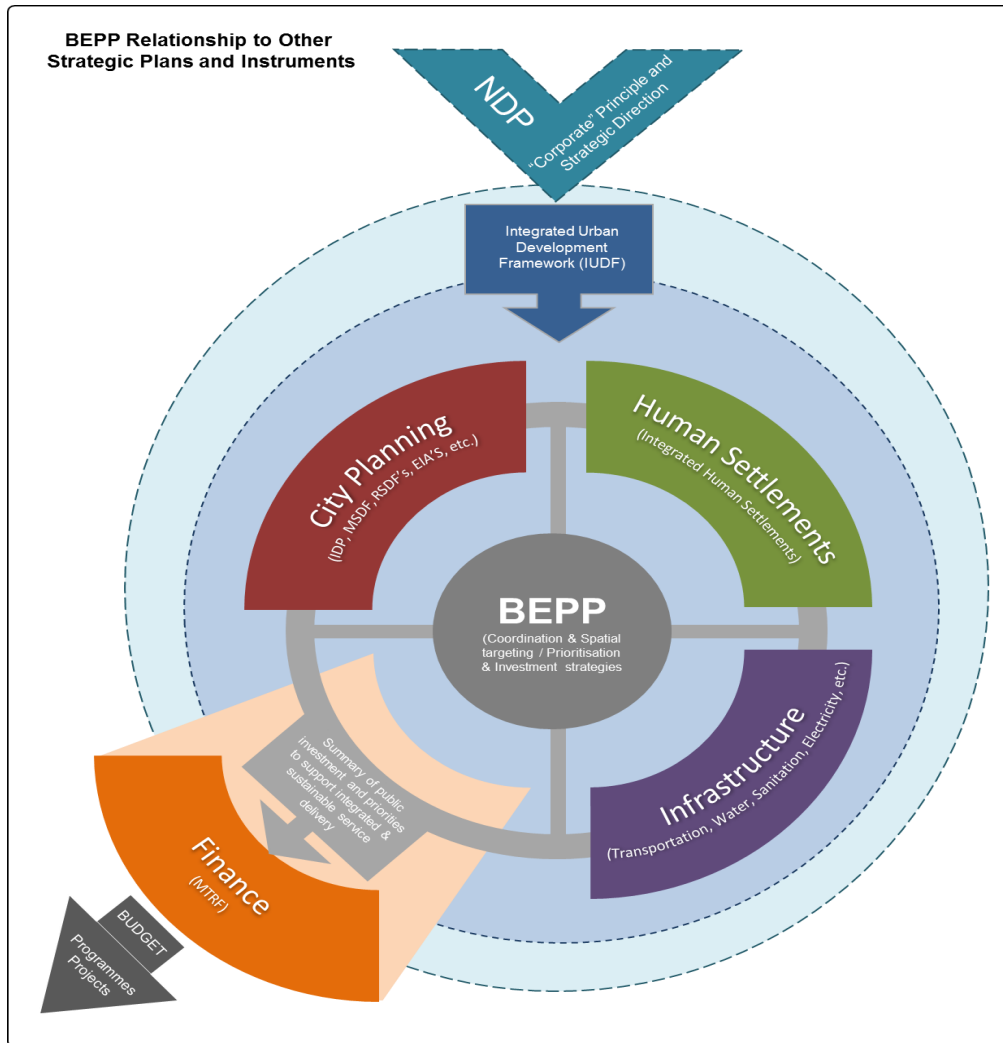 BEPP Relationship to Other
Strategic Plans and Instruments
NDP
“Corporate” Principle and
Strategic Direction
Integrated Urban
Development
Framework (IUDF)
City Planning
(IDP, MSDF, RSDF’s, EIA’S, etc.)
Human Settlements
(Integrated Human Settlements)
BEPP
(Coordination & Spatial
targeting / Prioritisation
& Investment strategies
Infrastructure
(Transportation, Water, Sanitation, Electricity, etc.)
Summary of public
investment and priorities
to support integrated &
sustainable service
delivery
Finance
(MTRF)
BUDGET
Programmes
Projects